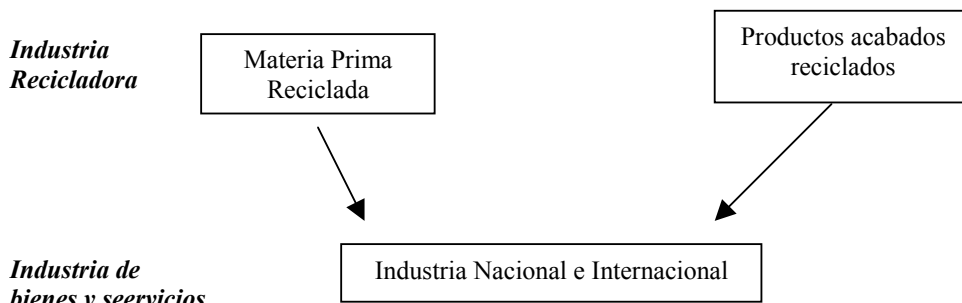 Industria
Recicladora
Materia Prima
Reciclada
Productos acabados
reciclados
Industria de
bienes y seervicios
Industria Nacional e Internacional